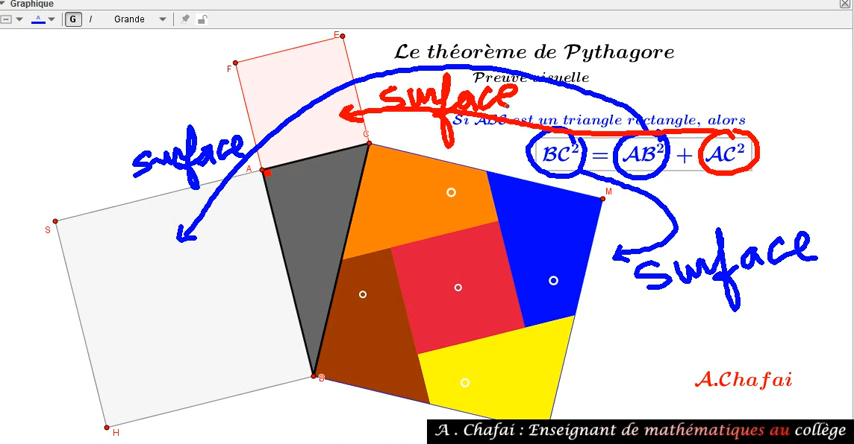 Graphique
G / Grande
Le théorème de Pythagore
Preuve visuelle
Si ABC est un triangle rectangle, alors
BC² = AB² + AC²
surface
surface
surface
E
F
C
A
S
M
B
H
A.Chafai
A . Chafai : Enseignant de mathématiques au collège